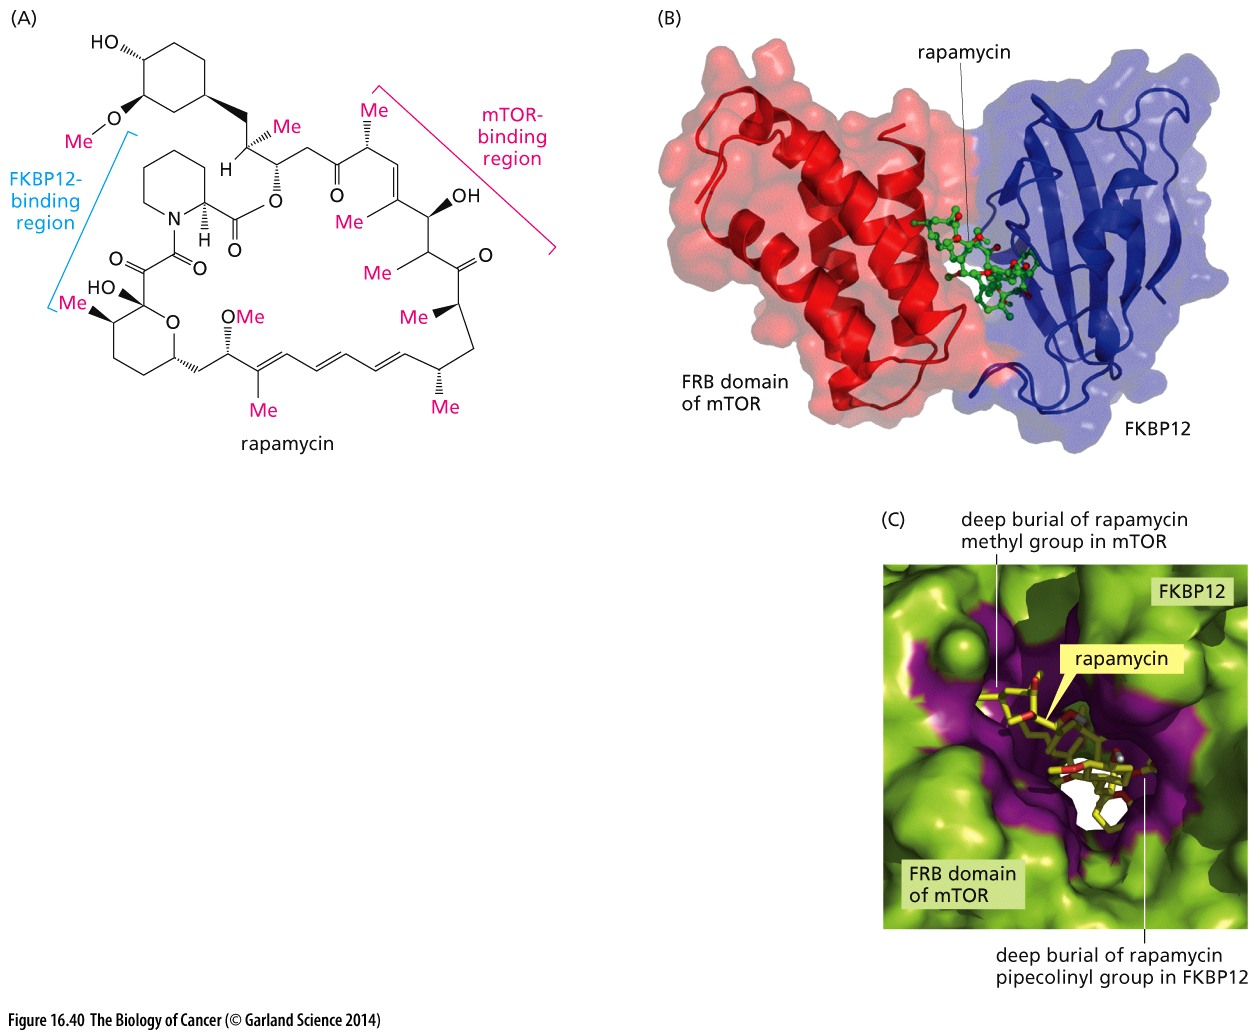 (A)
HO
O
Me
FKBP12-
binding
region
H
Me
O
Me
mTOR-
binding
region
N
H
O
O
Me
OH
O
O
Me
O
HO
Me
O
OMe
Me
Me
Me
rapamycin
(B)
rapamycin
FRB domain
of mTOR
FKBP12
(C)
deep burial of rapamycin
methyl group in mTOR
FKBP12
rapamycin
FRB domain
of mTOR
deep burial of rapamycin
pipecolinyl group in FKBP12
Figure 16.40 The Biology of Cancer (© Garland Science 2014)